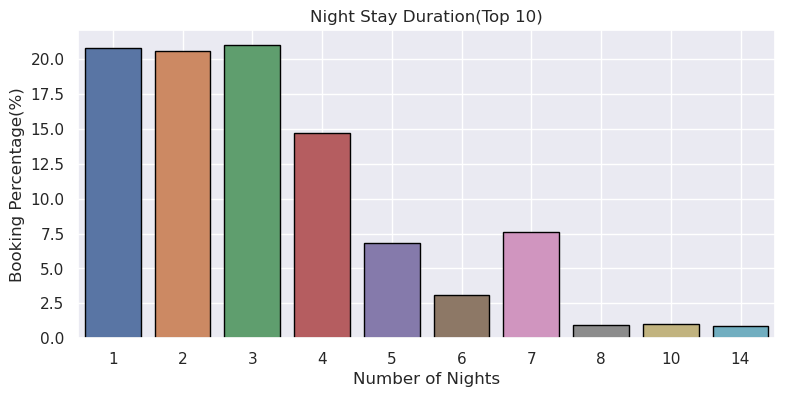 Night Stay Duration(Top 10)
Booking Percentage(%)
20.0
17.5
15.0
12.5
10.0
7.5
5.0
2.5
0.0
1 2 3 4 5 6 7 8 10 14
Number of Nights